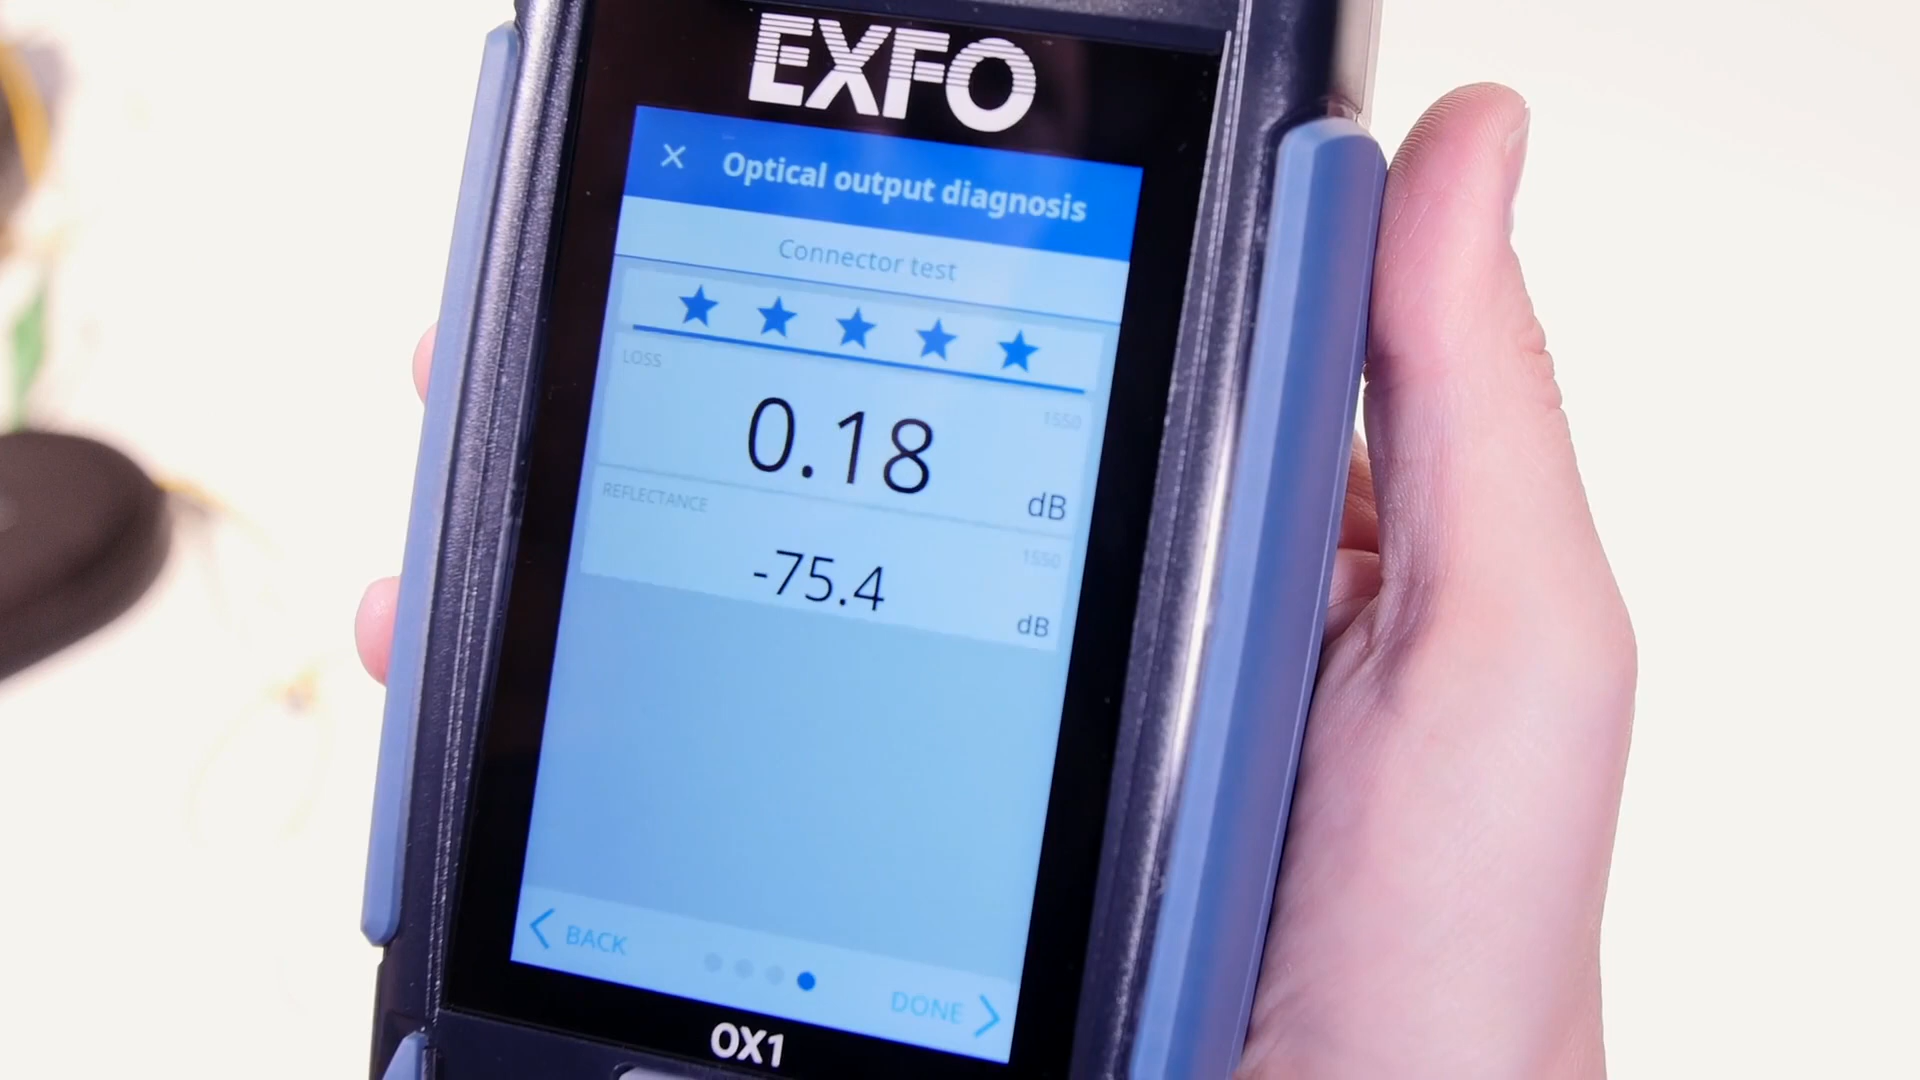 EXFO
× Optical output diagnosis
Connector test
LOSS
1550
0.18
dB
REFLECTANCE
1550
-75.4
dB
BACK
DONE
OX1